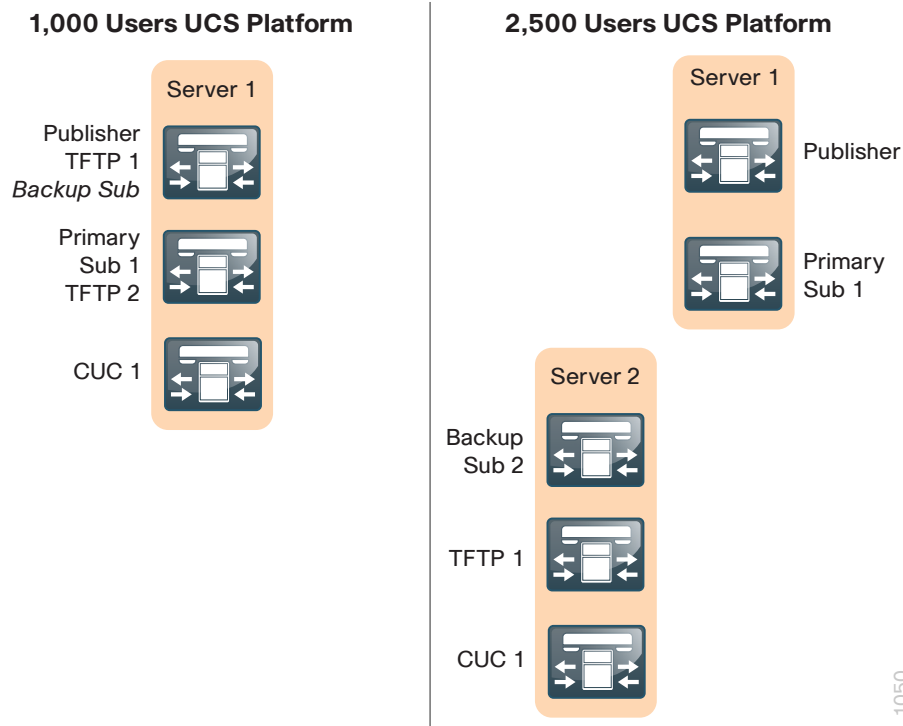 1,000 Users UCS Platform
Server 1
Publisher
TFTP 1
Backup Sub
Primary
Sub 1
TFTP 2
CUC 1
2,500 Users UCS Platform
Server 1
Publisher
Primary
Sub 1
Server 2
Backup
Sub 2
TFTP 1
CUC 1
1050